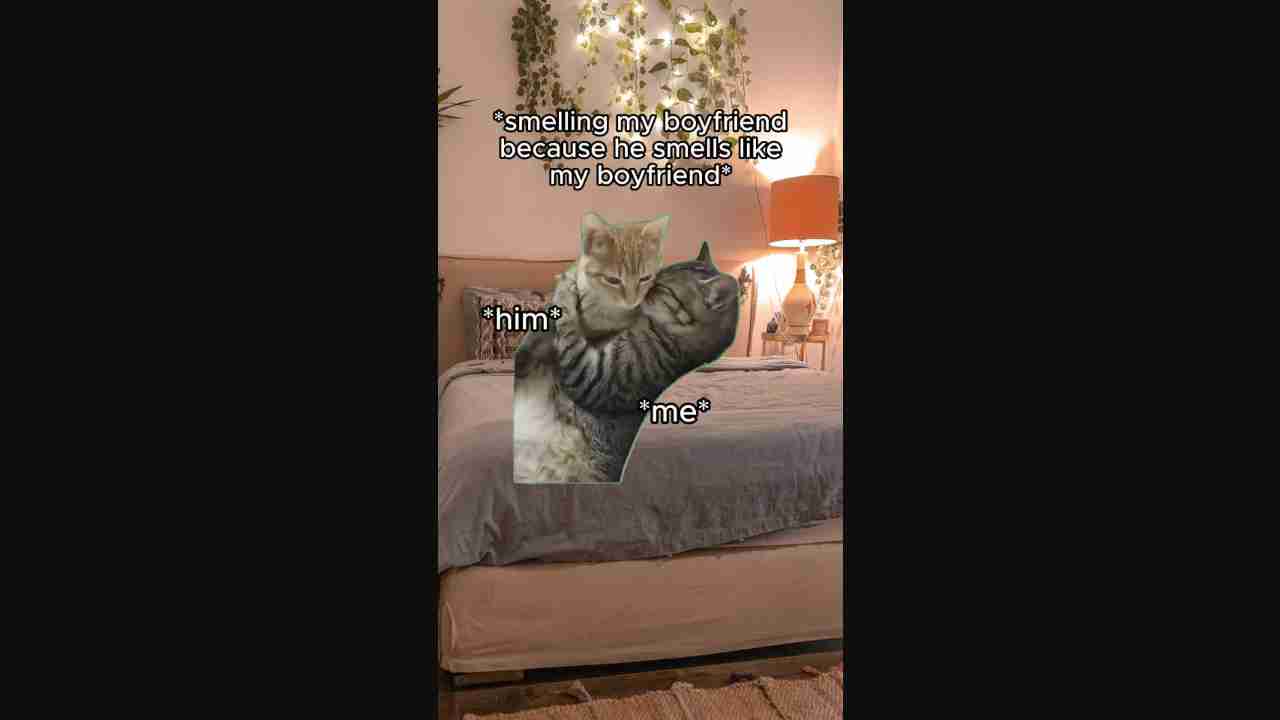 *smelling my boyfriend
because he smells like
my boyfriend*
*him*
*me*